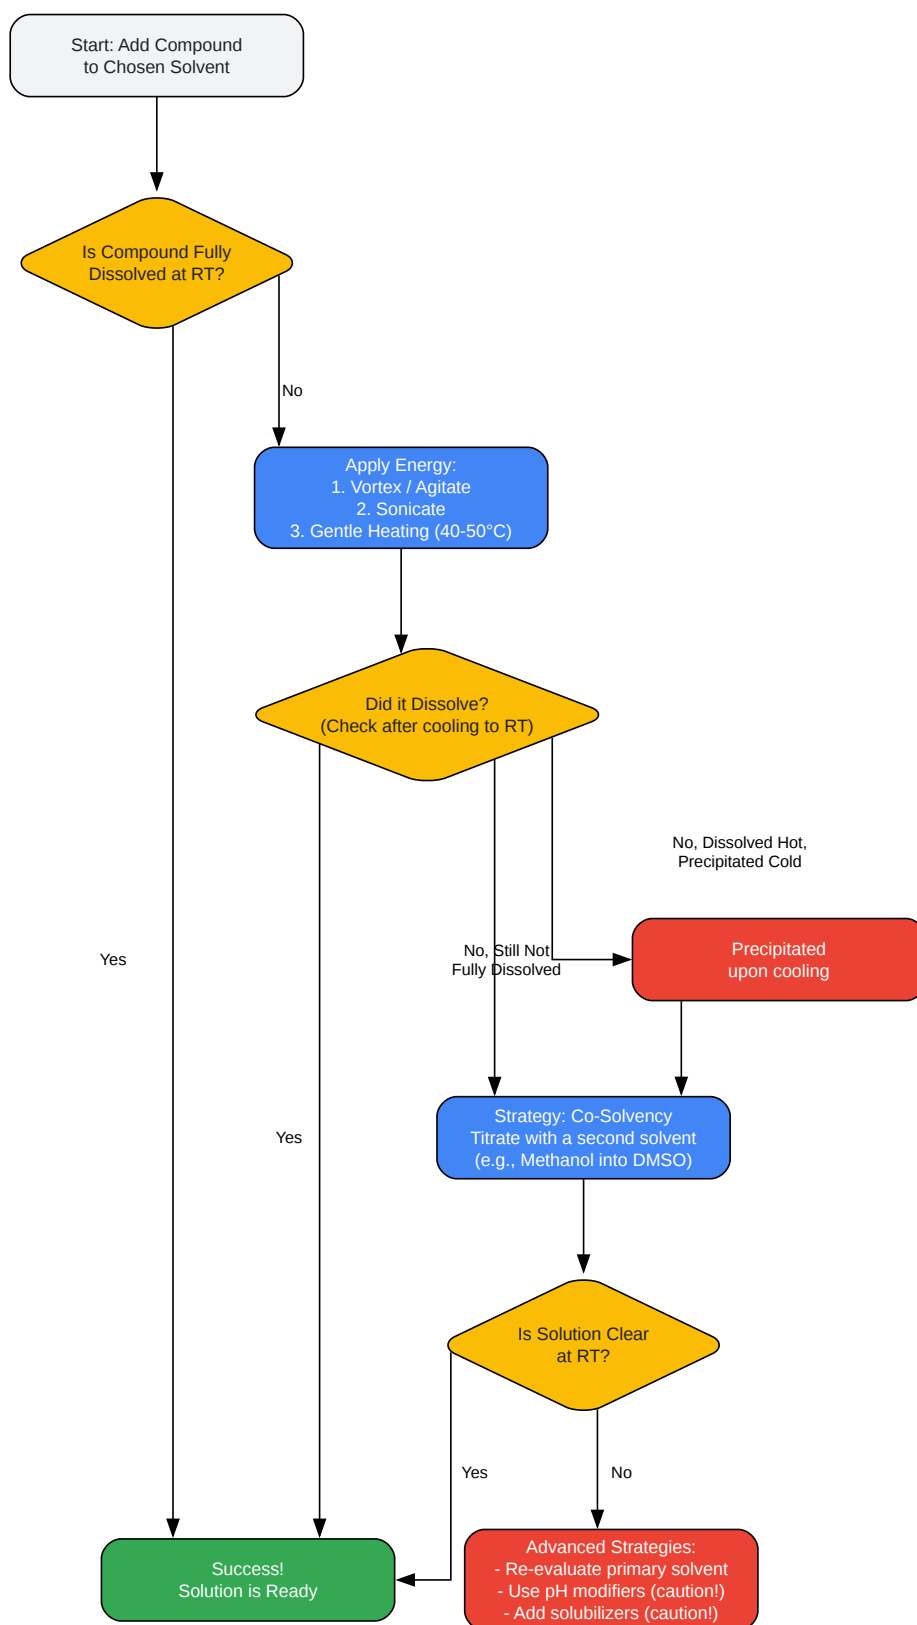 Start: Add Compound
to Chosen Solvent
Is Compound Fully
Dissolved at RT?
No
Apply Energy:
1. Vortex / Agitate
2. Sonicate
3. Gentle Heating (40-50°C)
Did it Dissolve?
(Check after cooling to RT)
No, Dissolved Hot,
Precipitated Cold
Yes
No, Still Not
Fully Dissolved
Precipitated
upon cooling
Yes
Strategy: Co-Solvency
Titrate with a second solvent
(e.g., Methanol into DMSO)
Is Solution Clear
at RT?
Yes
No
Success!
Solution is Ready
Advanced Strategies:
- Re-evaluate primary solvent
- Use pH modifiers (caution!)
- Add solubilizers (caution!)